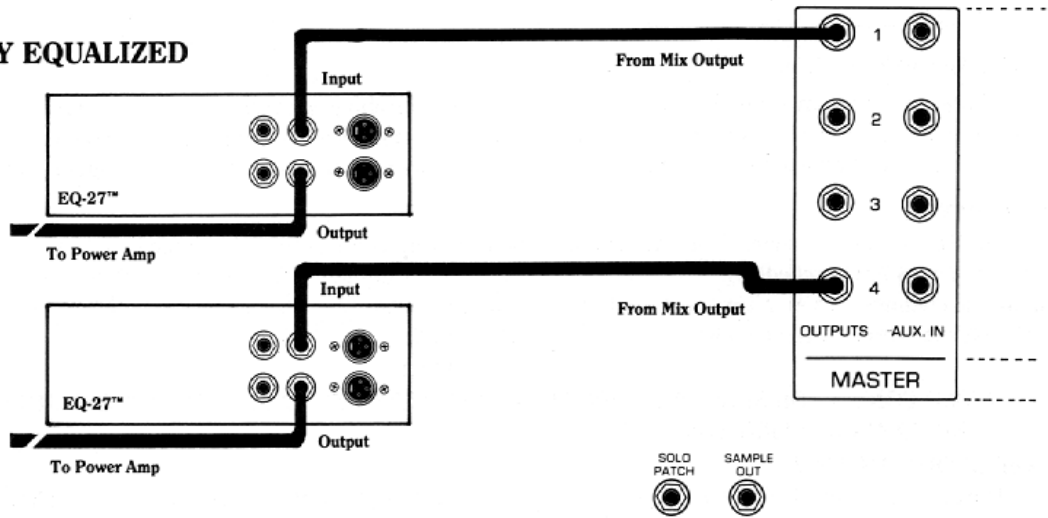 Y EQUALIZED
Input
From Mix Output
1
2
EQ-27™
Output
3
To Power Amp
Input
4
From Mix Output
OUTPUTS AUX. IN
MASTER
EQ-27™
Output
To Power Amp
SOLO PATCH
SAMPLE OUT